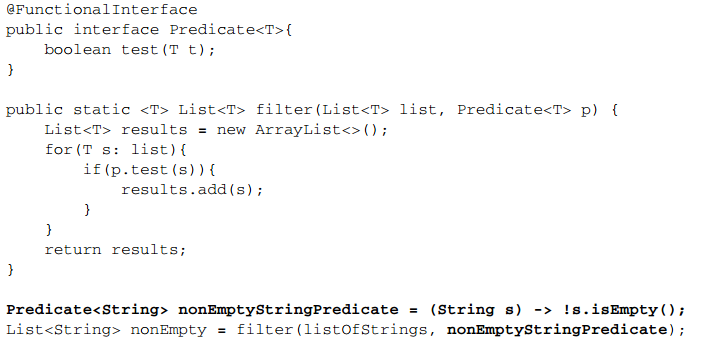 @FunctionalInterface
public interface Predicate<T>{
    boolean test(T t);
}

public static <T> List<T> filter(List<T> list, Predicate<T> p) {
    List<T> results = new ArrayList<>();
    for(T s: list){
        if(p.test(s)){
            results.add(s);
        }
    }
    return results;
}

Predicate<String> nonEmptyStringPredicate = (String s) -> !s.isEmpty();
List<String> nonEmpty = filter(listOfStrings, nonEmptyStringPredicate);